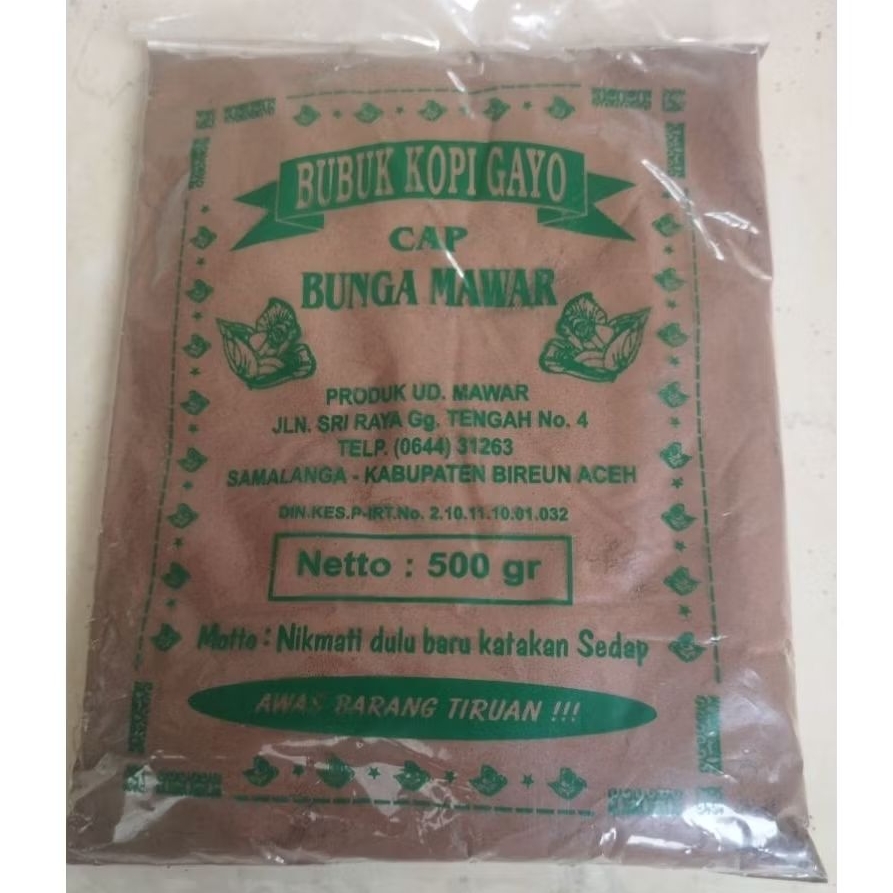 BUBUK KOPI GAYO
CAP
BUNGA MAWAR
PRODUK UD. MAWAR
JLN. SRI RAYA Gg. TENGAH No. 4
TELP. (0644) 31263
SAMALANGA - KABUPATEN BIREUN ACEH
DIN.KES.P-IRT.No. 2.10.11.10.01.032
Netto : 500 gr
Motto : Nikmati dulu baru katakan Sedap
AWAS BARANG TIRUAN !!!